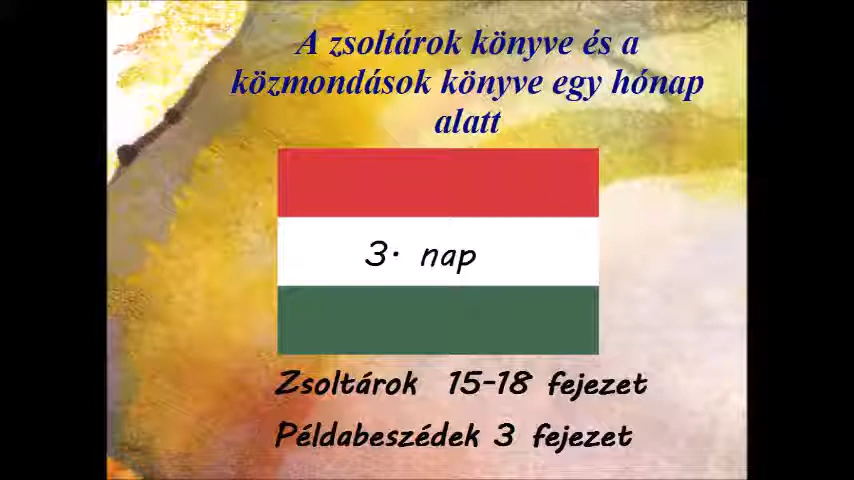 A zsoltárok könyve és a
közmondások könyve egy hónap
alatt
3. nap
Zsoltárok 15-18 fejezet
Példabeszédek 3 fejezet